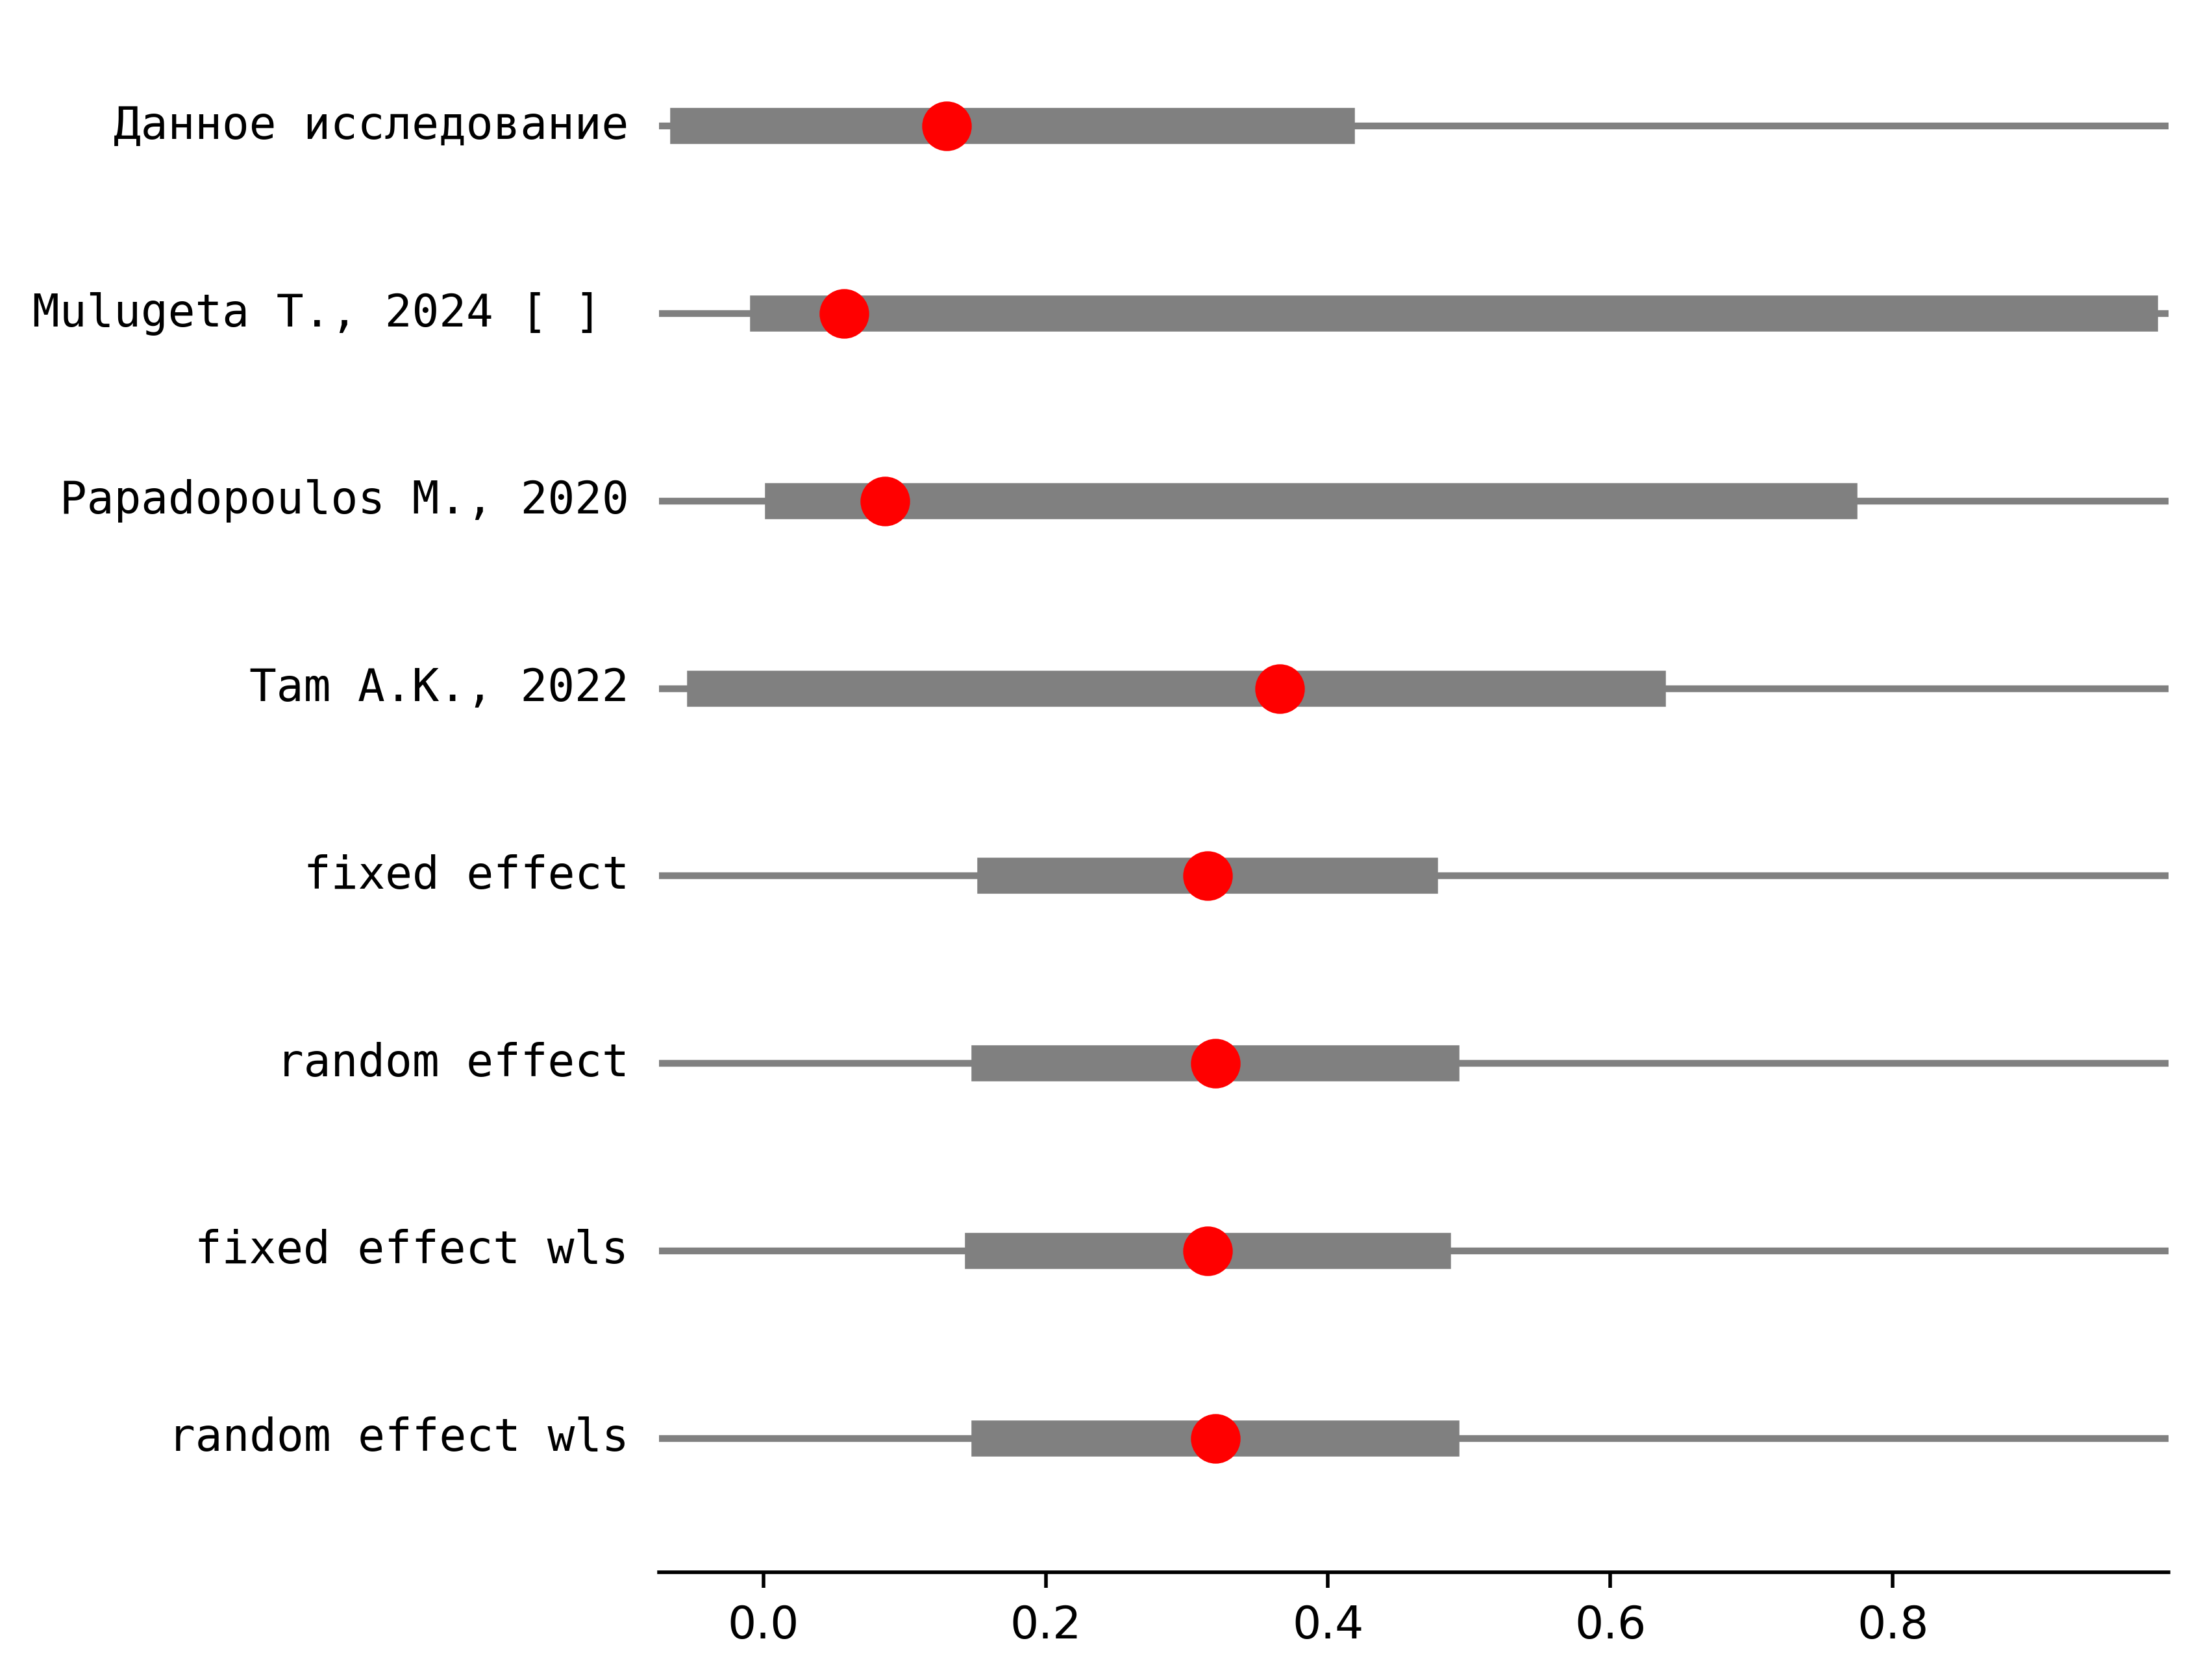 Данное исследование
Mulugeta T., 2024 [ ]
Papadopoulos M., 2020
Tam A.K., 2022
fixed effect
random effect
fixed effect wls
random effect wls
0.0 0.2 0.4 0.6 0.8